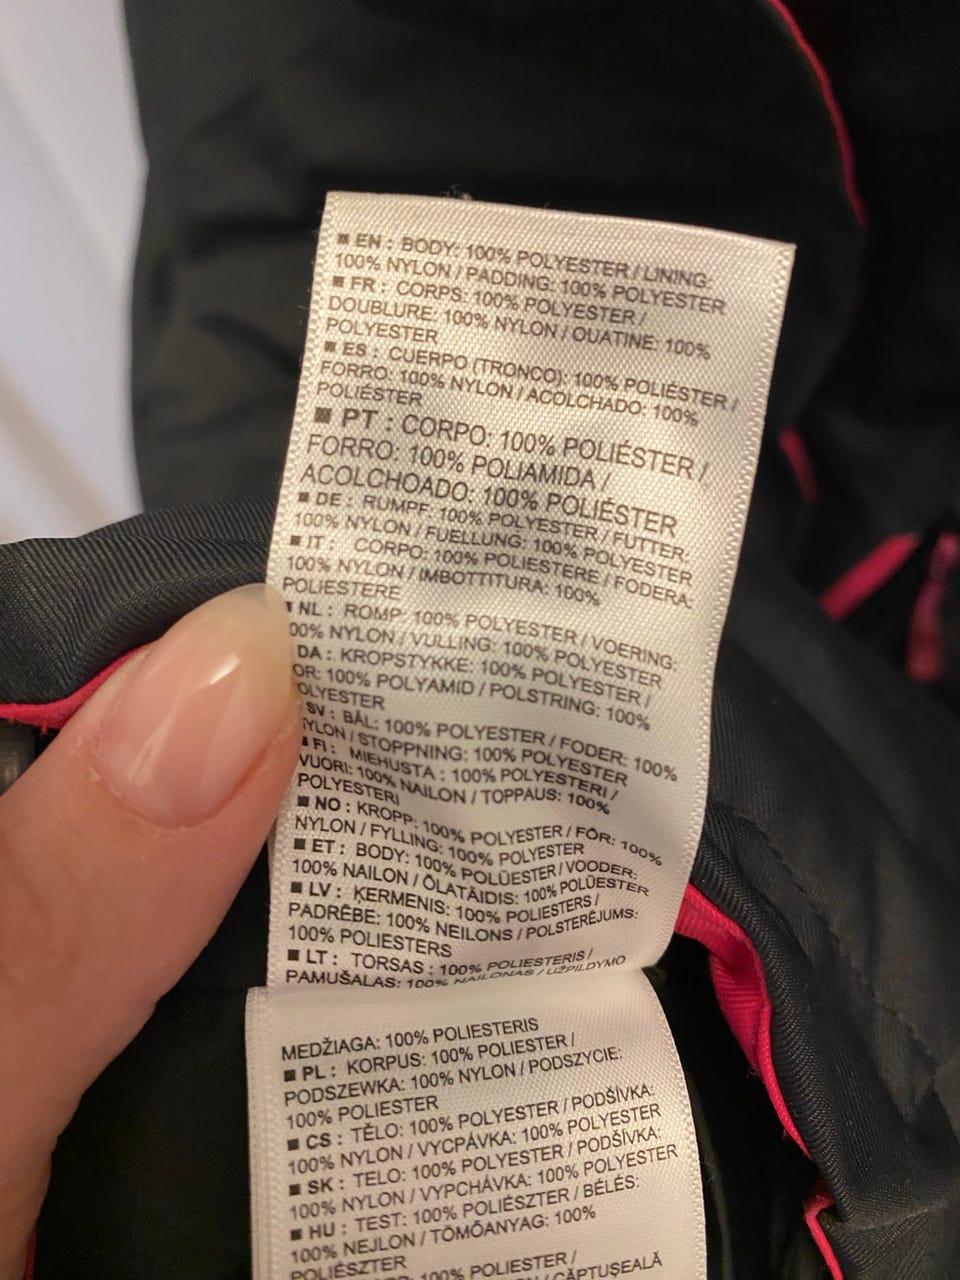 ■ EN : BODY: 100% POLYESTER / LINING:
100% NYLON / PADDING: 100% POLYESTER
■ FR : CORPS: 100% POLYESTER /
DOUBLURE: 100% NYLON / OUATINE: 100%
POLYESTER
■ ES : CUERPO (TRONCO): 100% POLIÉSTER /
FORRO: 100% NYLON / ACOLCHADO: 100%
POLIÉSTER
■ PT : CORPO: 100% POLIÉSTER /
FORRO: 100% POLIAMIDA /
ACOLCHOADO: 100% POLIÉSTER
■ DE : RUMPF: 100% POLYESTER / FUTTER:
100% NYLON / FUELLUNG: 100% POLYESTER
■ IT : CORPO: 100% POLIESTERE / FODERA:
100% NYLON / IMBOTTITURA: 100%
POLIESTERE
NL : ROMP: 100% POLYESTER / VOERING:
00% NYLON / VULLING: 100% POLYESTER
DA : KROPSTYKKE: 100% POLYESTER /
OR: 100% POLYAMID / POLSTRING: 100%
OLYESTER
SV : BÅL: 100% POLYESTER / FODER: 100%
YLON / STOPPNING: 100% POLYESTER
■ FI : MIEHUSTA : 100% POLYESTERI /
VUORI: 100% NAILON / TOPPAUS: 100%
POLYESTERI
■ NO : KROPP: 100% POLYESTER / FÔR: 100%
NYLON / FYLLING: 100% POLYESTER
■ ET : BODY: 100% POLÜESTER / VOODER:
100% NAILON / ÕLATÄIDIS: 100% POLÜESTER
■ LV : ĶERMENIS: 100% POLIESTERS /
PADRĒBE: 100% NEILONS / POLSTERĒJUMS:
100% POLIESTERS
■ LT : TORSAS : 100% POLIESTERIS /
PAMUŠALAS: 100% NAILONAS / UŽPILDYMO
MEDŽIAGA: 100% POLIESTERIS
■ PL : KORPUS: 100% POLIESTER /
PODSZEWKA: 100% NYLON / PODSZYCIE:
100% POLIESTER
■ CS : TĚLO: 100% POLYESTER / PODŠÍVKA:
100% NYLON / VYCPÁVKA: 100% POLYESTER
■ SK : TELO: 100% POLYESTER / PODŠÍVKA:
100% NYLON / VYPCHÁVKA: 100% POLYESTER
■ HU : TEST: 100% POLIÉSZTER / BÉLÉS:
100% NEJLON / TÖMŐANYAG: 100%
POLIÉSZTER
100% POLIESTER /
CĂPTUȘEALĂ